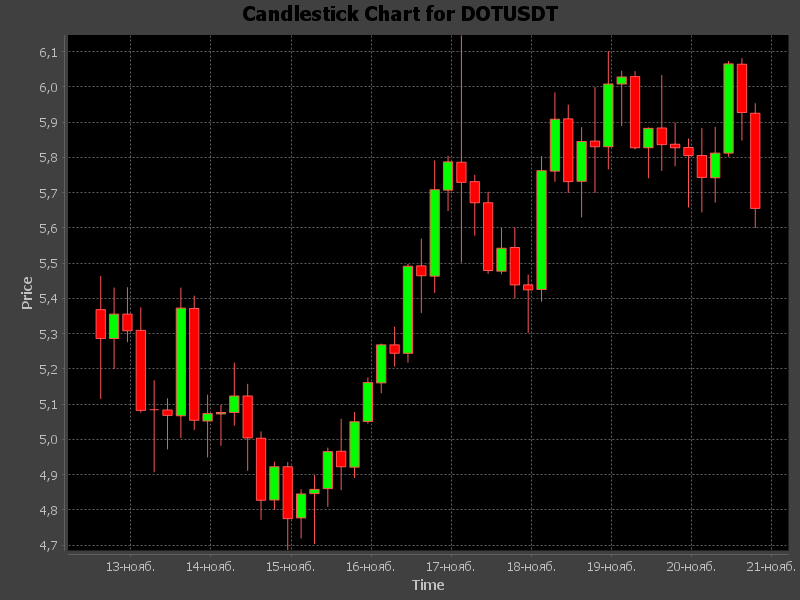 Candlestick Chart for DOTUSDT
6,1
6,0
5,9
5,8
5,7
5,6
5,5
5,4
5,3
5,2
5,1
5,0
4,9
4,8
4,7
Price
13-нояб.
14-нояб.
15-нояб.
16-нояб.
17-нояб.
18-нояб.
19-нояб.
20-нояб.
21-нояб.
Time